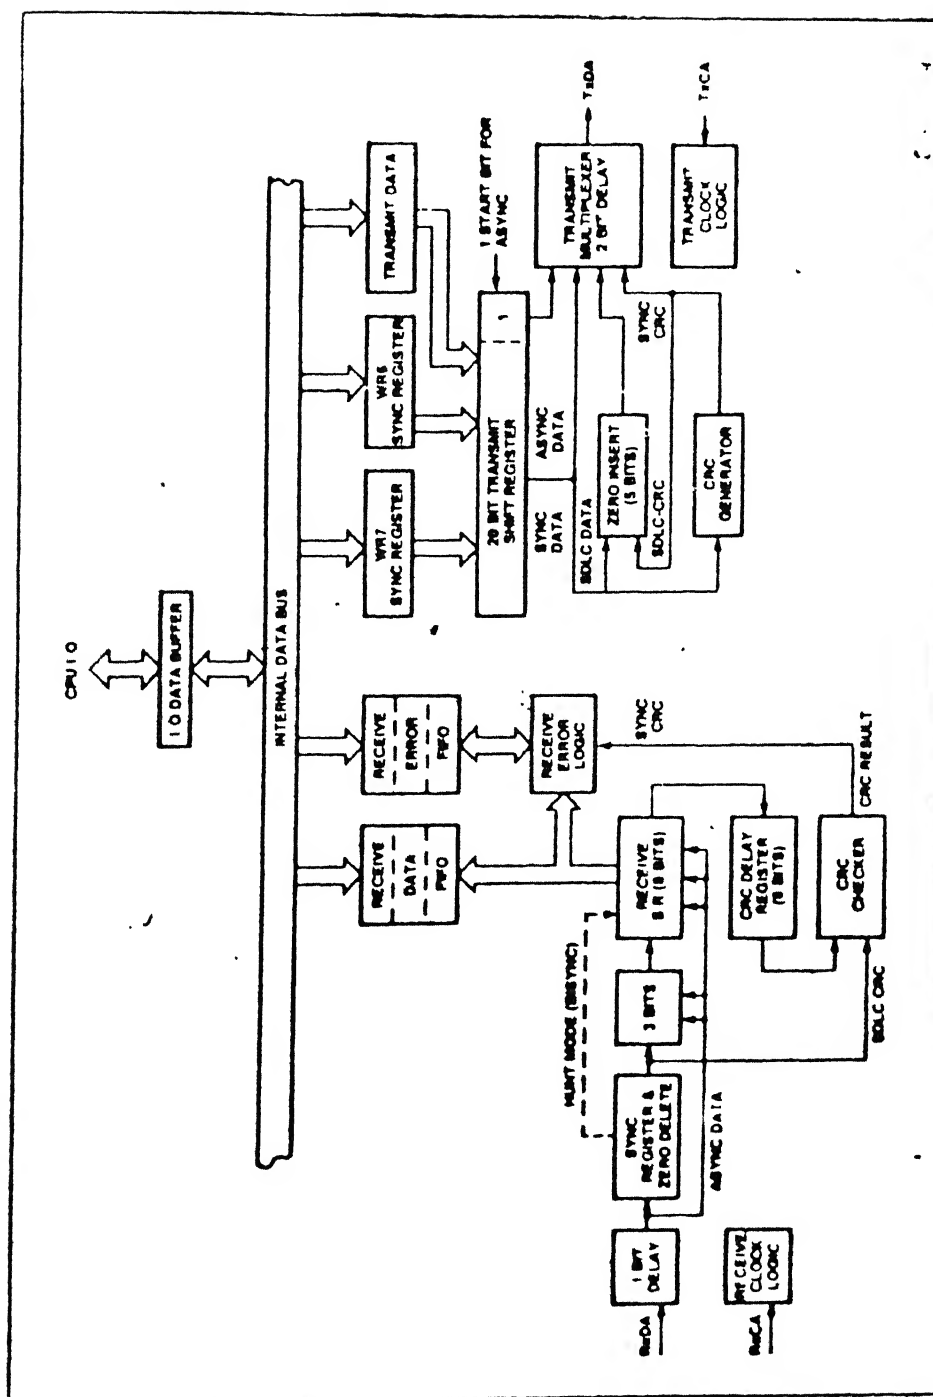 CPU I O
I O DATA BUFFER
INTERNAL DATA BUS
RECEIVE
DATA
FIFO
RECEIVE
ERROR
FIFO
WR7
SYNC REGISTER
WR6
SYNC REGISTER
TRANSMIT DATA
RECEIVE
ERROR
LOGIC
20 BIT TRANSMIT
SHIFT REGISTER
1
1 START BIT FOR
ASYNC
HUNT MODE (BISYNC)
RxDA
1 BIT
DELAY
SYNC
REGISTER &
ZERO DELETE
3 BITS
RECEIVE
S R (8 BITS)
SYNC
CRC
SYNC
DATA
ASYNC
DATA
SDLC DATA
TRANSMIT
MULTIPLEXER
2 BIT DELAY
TxDA
ZERO INSERT
(5 BITS)
SDLC-CRC
SYNC
CRC
ASYNC DATA
CRC DELAY
REGISTER
(8 BITS)
RxCA
RECEIVE
CLOCK
LOGIC
CRC
CHECKER
SDLC CRC
CRC RESULT
CRC
GENERATOR
TRANSMIT
CLOCK
LOGIC
TxCA